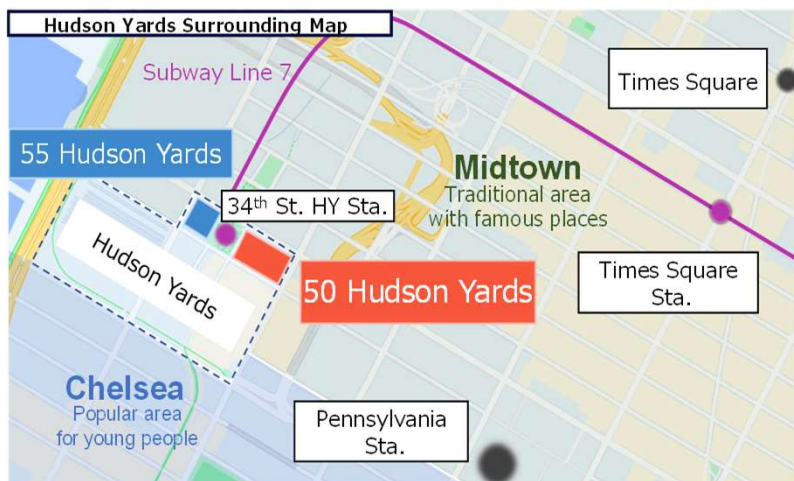 Hudson Yards Surrounding Map
Subway Line 7
Times Square
55 Hudson Yards
Midtown
Traditional area
with famous places
34th St. HY Sta.
Hudson Yards
50 Hudson Yards
Times Square
Sta.
Chelsea
Popular area
for young people
Pennsylvania
Sta.